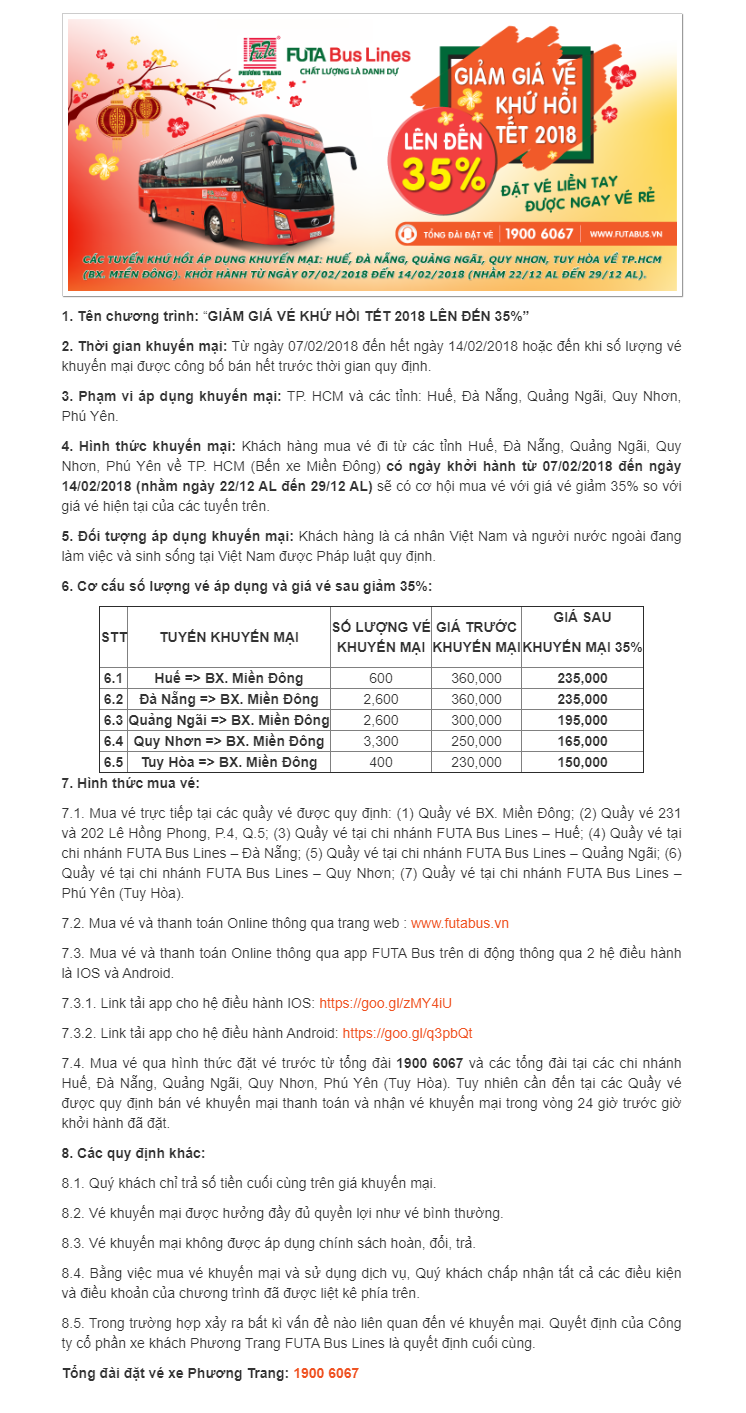 FuTa
PHƯƠNG TRANG
FUTA Bus Lines
CHẤT LƯỢNG LÀ DANH DỰ
GIẢM GIÁ VÉ
KHỨ HỒI
TẾT 2018
LÊN ĐẾN
35%
ĐẶT VÉ LIỀN TAY
ĐƯỢC NGAY VÉ RẺ
TỔNG ĐÀI ĐẶT VÉ 1900 6067 WWW.FUTABUS.VN
CÁC TUYẾN KHỨ HỒI ÁP DỤNG KHUYẾN MẠI: HUẾ, ĐÀ NẴNG, QUẢNG NGÃI, QUY NHƠN, TUY HÒA VỀ TP.HCM
(BX. MIỀN ĐÔNG). KHỞI HÀNH TỪ NGÀY 07/02/2018 ĐẾN 14/02/2018 (NHẰM 22/12 AL ĐẾN 29/12 AL).
1. Tên chương trình: “GIẢM GIÁ VÉ KHỨ HỒI TẾT 2018 LÊN ĐẾN 35%”
2. Thời gian khuyến mại: Từ ngày 07/02/2018 đến hết ngày 14/02/2018 hoặc đến khi số lượng vé
khuyến mại được công bố bán hết trước thời gian quy định.
3. Phạm vi áp dụng khuyến mại: TP. HCM và các tỉnh: Huế, Đà Nẵng, Quảng Ngãi, Quy Nhơn,
Phú Yên.
4. Hình thức khuyến mại: Khách hàng mua vé đi từ các tỉnh Huế, Đà Nẵng, Quảng Ngãi, Quy
Nhơn, Phú Yên về TP. HCM (Bến xe Miền Đông) có ngày khởi hành từ 07/02/2018 đến ngày
14/02/2018 (nhằm ngày 22/12 AL đến 29/12 AL) sẽ có cơ hội mua vé với giá vé giảm 35% so với
giá vé hiện tại của các tuyến trên.
5. Đối tượng áp dụng khuyến mại: Khách hàng là cá nhân Việt Nam và người nước ngoài đang
làm việc và sinh sống tại Việt Nam được Pháp luật quy định.
6. Cơ cấu số lượng vé áp dụng và giá vé sau giảm 35%:
STT TUYẾN KHUYẾN MẠI SỐ LƯỢNG VÉ KHUYẾN MẠI GIÁ TRƯỚC KHUYẾN MẠI GIÁ SAU KHUYẾN MẠI 35%
6.1 Huế => BX. Miền Đông 600 360,000 235,000
6.2 Đà Nẵng => BX. Miền Đông 2,600 360,000 235,000
6.3 Quảng Ngãi => BX. Miền Đông 2,600 300,000 195,000
6.4 Quy Nhơn => BX. Miền Đông 3,300 250,000 165,000
6.5 Tuy Hòa => BX. Miền Đông 400 230,000 150,000
7. Hình thức mua vé:
7.1. Mua vé trực tiếp tại các quầy vé được quy định: (1) Quầy vé BX. Miền Đông; (2) Quầy vé 231
và 202 Lê Hồng Phong, P.4, Q.5; (3) Quầy vé tại chi nhánh FUTA Bus Lines – Huế; (4) Quầy vé tại
chi nhánh FUTA Bus Lines – Đà Nẵng; (5) Quầy vé tại chi nhánh FUTA Bus Lines – Quảng Ngãi; (6)
Quầy vé tại chi nhánh FUTA Bus Lines – Quy Nhơn; (7) Quầy vé tại chi nhánh FUTA Bus Lines –
Phú Yên (Tuy Hòa).
7.2. Mua vé và thanh toán Online thông qua trang web : www.futabus.vn
7.3. Mua vé và thanh toán Online thông qua app FUTA Bus trên di động thông qua 2 hệ điều hành
là IOS và Android.
7.3.1. Link tải app cho hệ điều hành IOS: https://goo.gl/zMY4iU
7.3.2. Link tải app cho hệ điều hành Android: https://goo.gl/q3pbQt
7.4. Mua vé qua hình thức đặt vé trước từ tổng đài 1900 6067 và các tổng đài tại các chi nhánh
Huế, Đà Nẵng, Quảng Ngãi, Quy Nhơn, Phú Yên (Tuy Hòa). Tuy nhiên cần đến tại các Quầy vé
được quy định bán vé khuyến mại thanh toán và nhận vé khuyến mại trong vòng 24 giờ trước giờ
khởi hành đã đặt.
8. Các quy định khác:
8.1. Quý khách chỉ trả số tiền cuối cùng trên giá khuyến mại.
8.2. Vé khuyến mại được hưởng đầy đủ quyền lợi như vé bình thường.
8.3. Vé khuyến mại không được áp dụng chính sách hoàn, đổi, trả.
8.4. Bằng việc mua vé khuyến mại và sử dụng dịch vụ, Quý khách chấp nhận tất cả các điều kiện
và điều khoản của chương trình đã được liệt kê phía trên.
8.5. Trong trường hợp xảy ra bất kì vấn đề nào liên quan đến vé khuyến mại. Quyết định của Công
ty cổ phần xe khách Phương Trang FUTA Bus Lines là quyết định cuối cùng.
Tổng đài đặt vé xe Phương Trang: 1900 6067